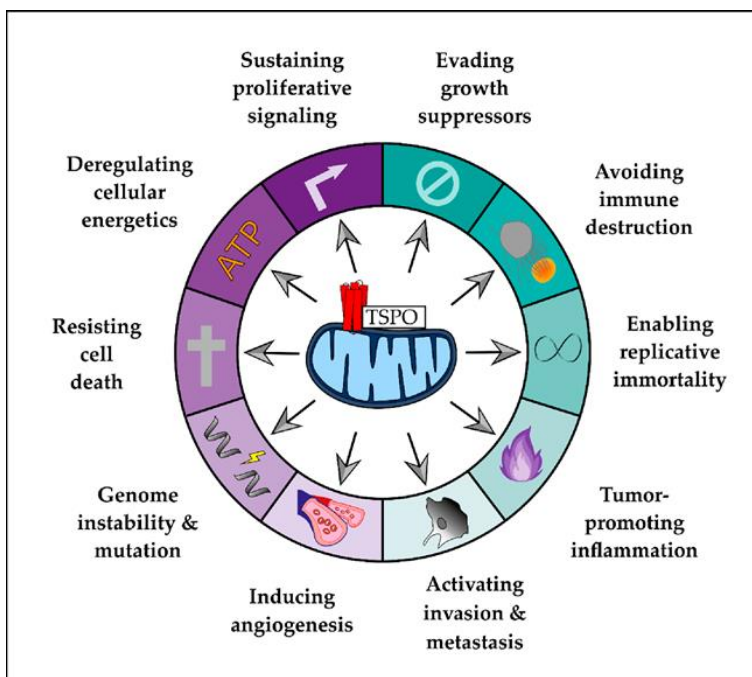 Sustaining
proliferative
signaling
Evading
growth
suppressors
Deregulating
cellular
energetics
Avoiding
immune
destruction
ATP
TSPO
Resisting
cell
death
Enabling
replicative
immortality
Genome
instability &
mutation
Tumor-
promoting
inflammation
Inducing
angiogenesis
Activating
invasion &
metastasis